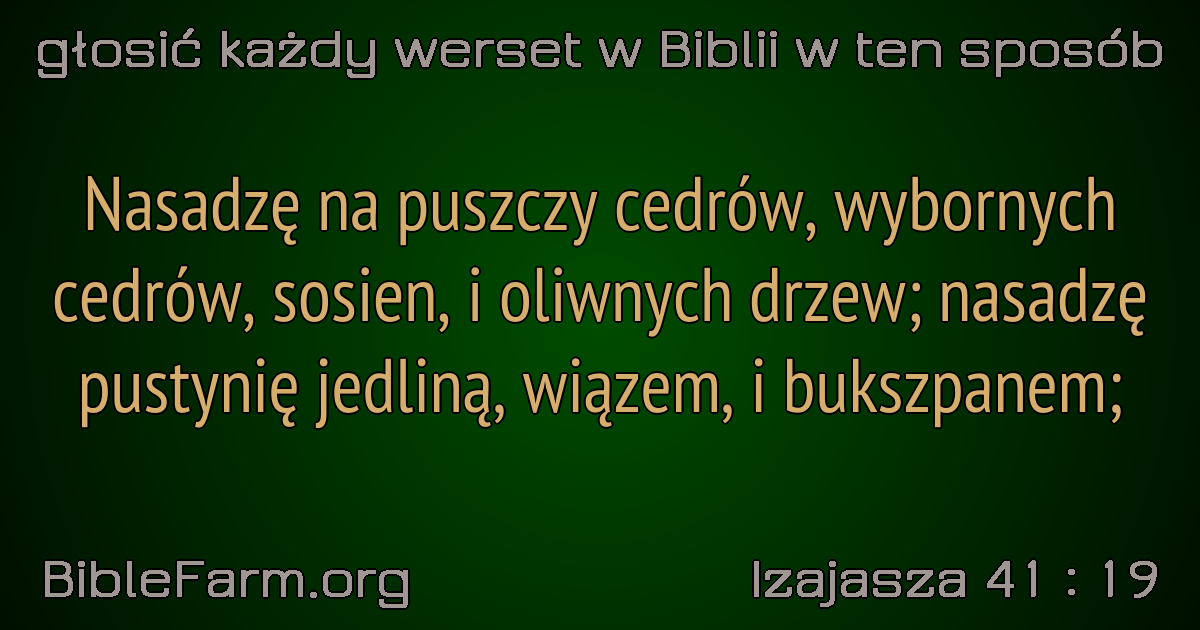 głosić każdy werset w Biblii w ten sposób
Nasadzę na puszczy cedrów, wybornych
cedrów, sosien, i oliwnych drzew; nasadzę
pustynię jedliną, wiązem, i bukszpanem;
BibleFarm.org
Izajasza 41 : 19